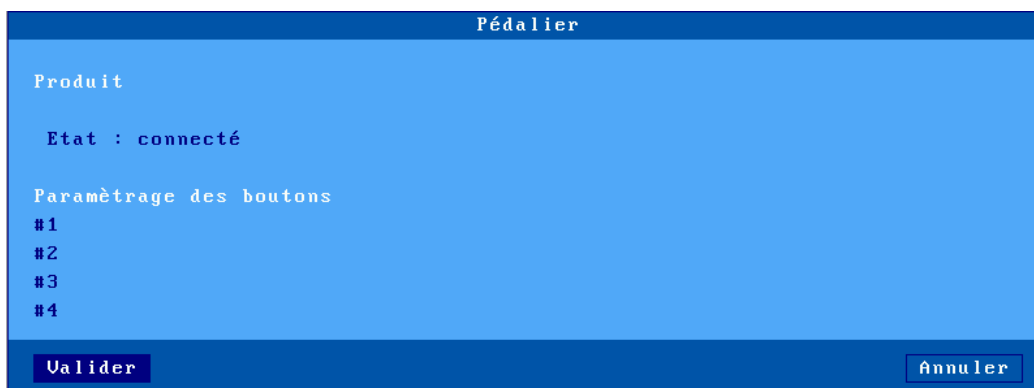 Pédalier
Produit
Etat : connecté
Paramètrage des boutons
#1
#2
#3
#4
Valider Annuler